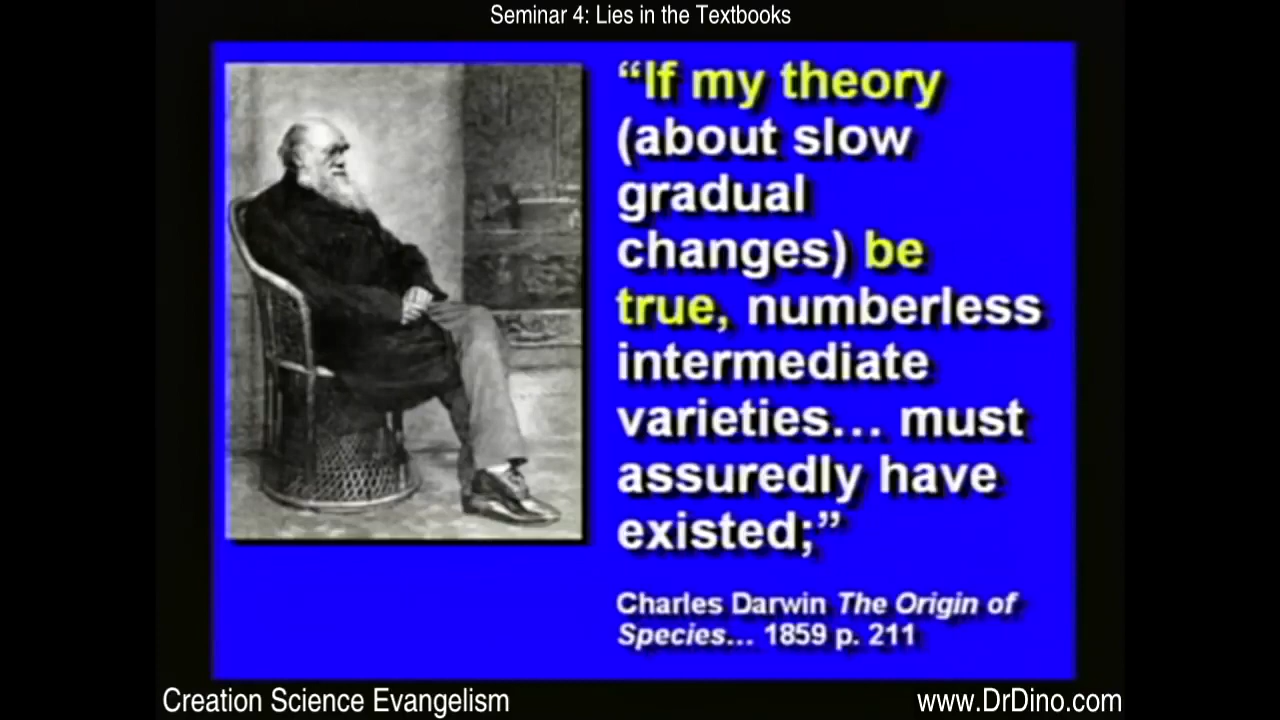 Seminar 4: Lies in the Textbooks
“If my theory
(about slow
gradual
changes) be
true, numberless
intermediate
varieties… must
assuredly have
existed;”
Charles Darwin The Origin of
Species… 1859 p. 211
Creation Science Evangelism
www.DrDino.com